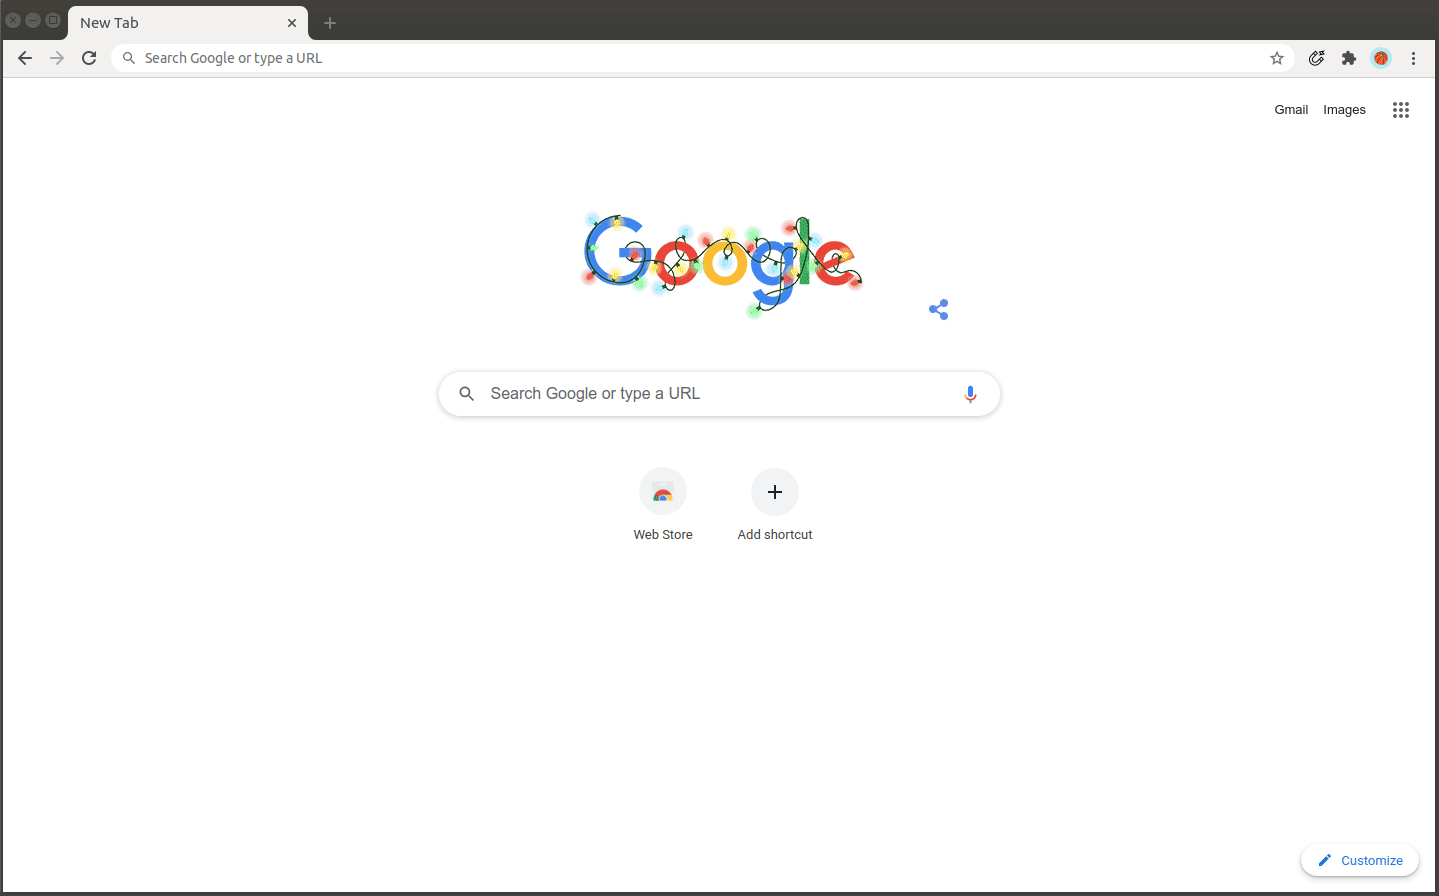 New Tab
Search Google or type a URL
Gmail Images
Google
Search Google or type a URL
Web Store Add shortcut
Customize